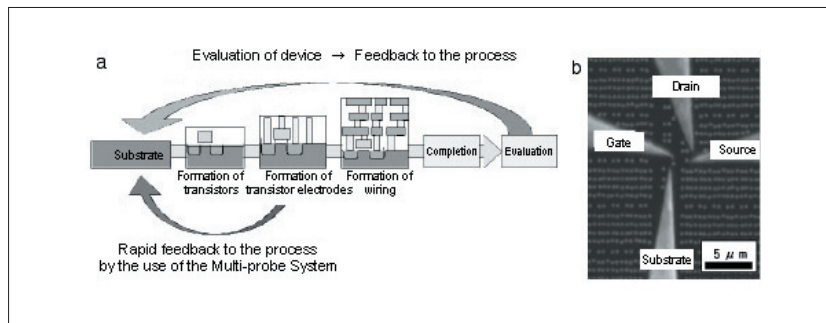 a
Evaluation of device → Feedback to the process
Substrate
Formation of
transistors
Formation of
transistor electrodes
Formation of
wiring
Completion
Evaluation
Rapid feedback to the process
by the use of the Multi-probe System
b
Drain
Gate
Source
Substrate
5 μm